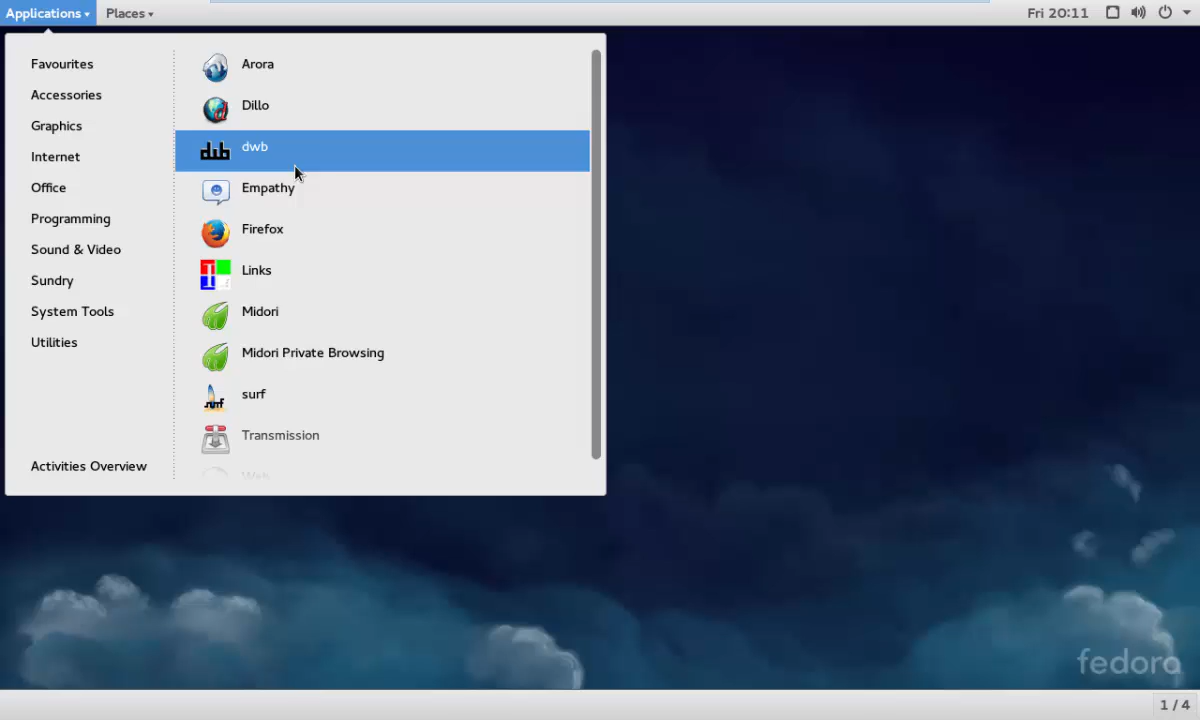 Applications Places Fri 20:11
Favourites
Accessories
Graphics
Internet
Office
Programming
Sound & Video
Sundry
System Tools
Utilities
Activities Overview
Arora
Dillo
dwb
Empathy
Firefox
Links
Midori
Midori Private Browsing
surf
Transmission
Web
fedora
1 / 4